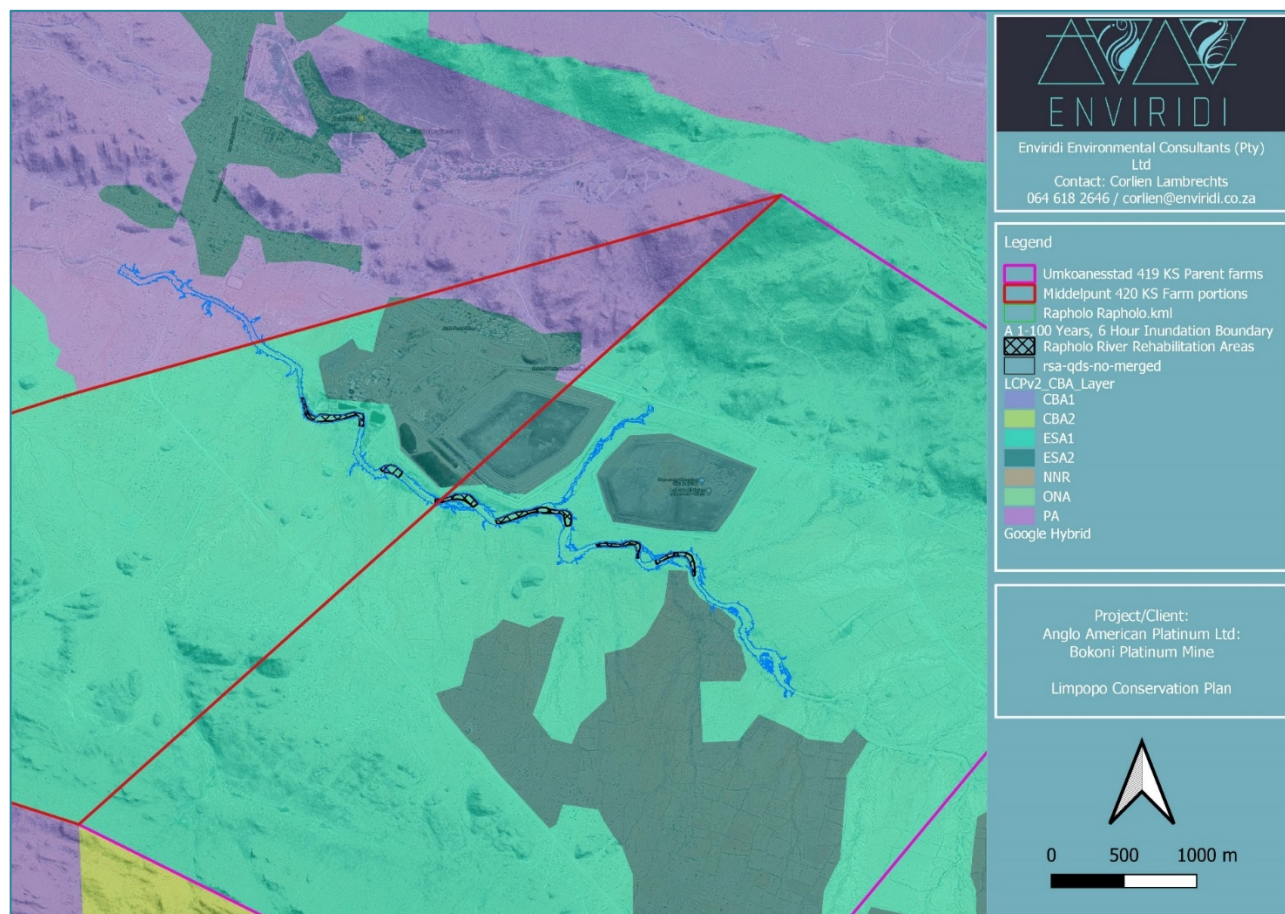 ENVIRIDI
Enviridi Environmental Consultants (Pty)
Ltd
Contact: Corlien Lambrechts
064 618 2646 / corlien@enviridi.co.za
Legend
Umkoanesstad 419 KS Parent farms
Middelpunt 420 KS Farm portions
Rapholo Rapholo.kml
A 1-100 Years, 6 Hour Inundation Boundary
Rapholo River Rehabilitation Areas
rsa-qds-no-merged
LCPv2_CBA_Layer
CBA1
CBA2
ESA1
ESA2
NNR
ONA
PA
Google Hybrid
Project/Client:
Anglo American Platinum Ltd:
Bokoni Platinum Mine
Limpopo Conservation Plan
0 500 1000 m